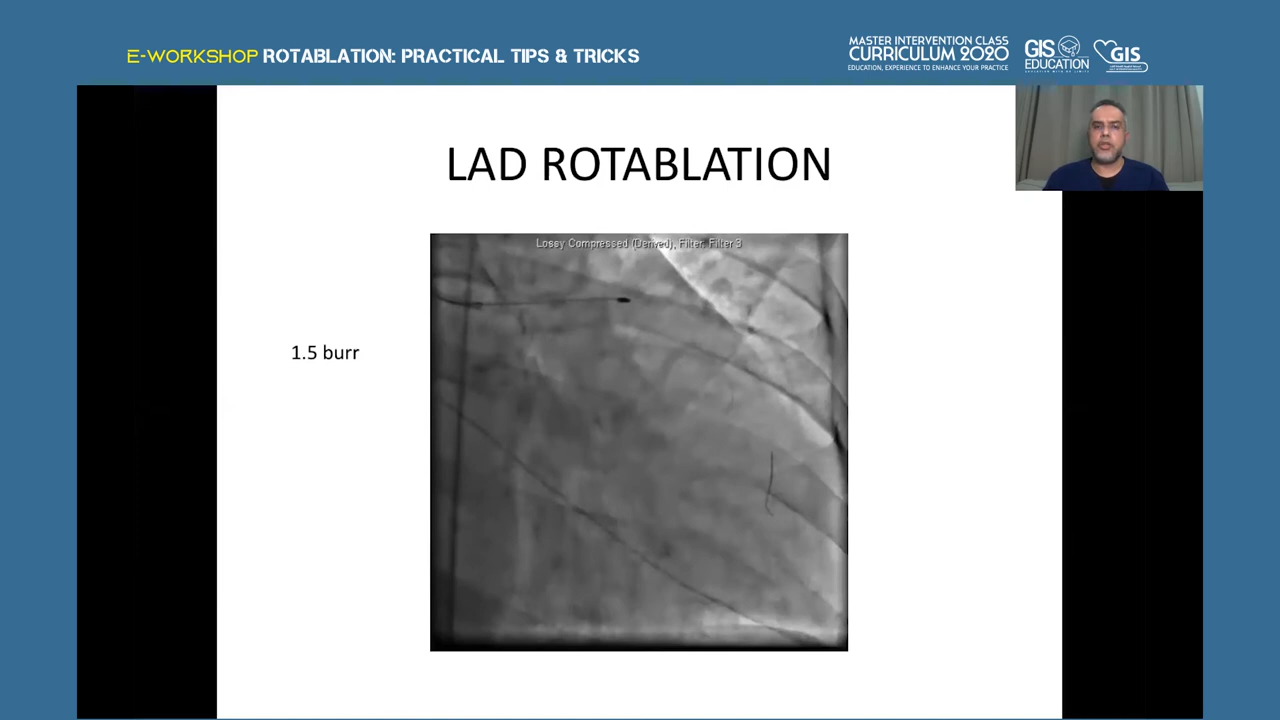 E-WORKSHOP ROTABLATION: PRACTICAL TIPS & TRICKS
MASTER INTERVENTION CLASS
CURRICULUM 2020
EDUCATION, EXPERIENCE TO ENHANCE YOUR PRACTICE
GIS
EDUCATION
GIS
LAD ROTABLATION
Lossy Compressed (Derived), Filter, Filter 3
1.5 burr